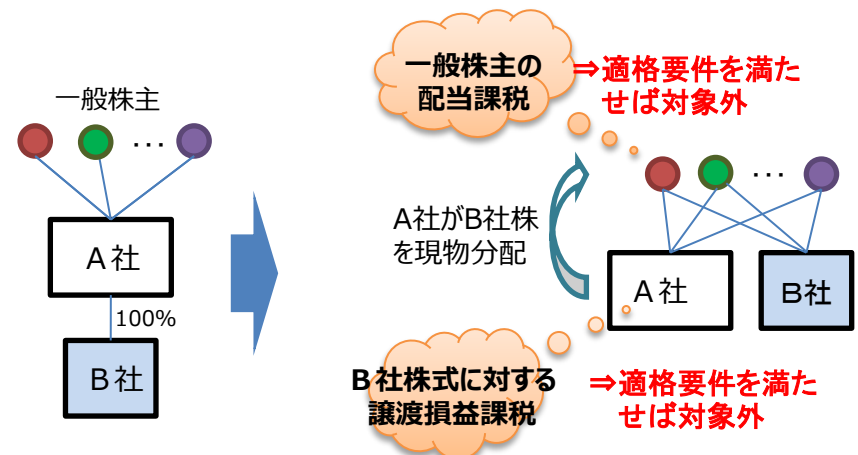 一般株主
・・・
A社
100%
B社
一般株主の
配当課税
⇒適格要件を満た
せば対象外
・・・
A社がB社株
を現物分配
A社
B社
B社株式に対する
譲渡損益課税
⇒適格要件を満た
せば対象外